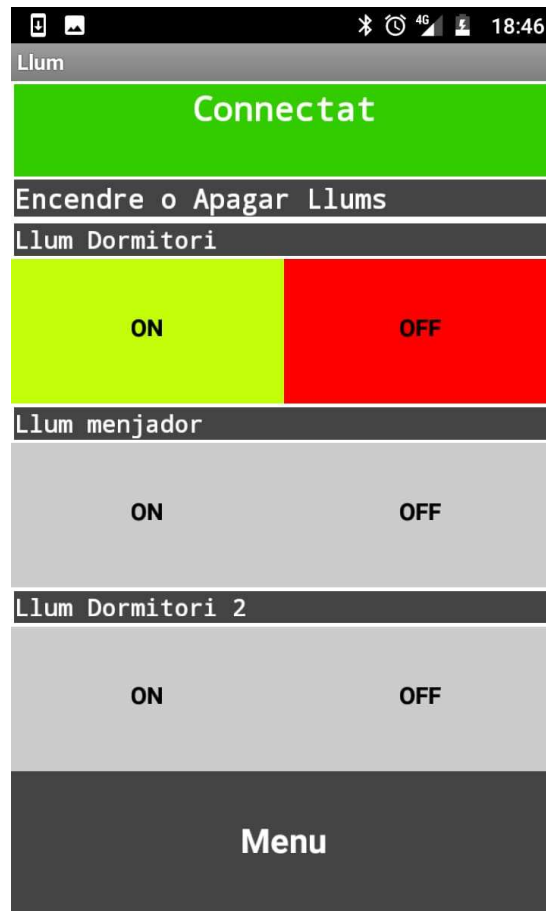 4G 18:46
Llum
Connectat
Encendre o Apagar Llums
Llum Dormitori
ON OFF
Llum menjador
ON OFF
Llum Dormitori 2
ON OFF
Menu